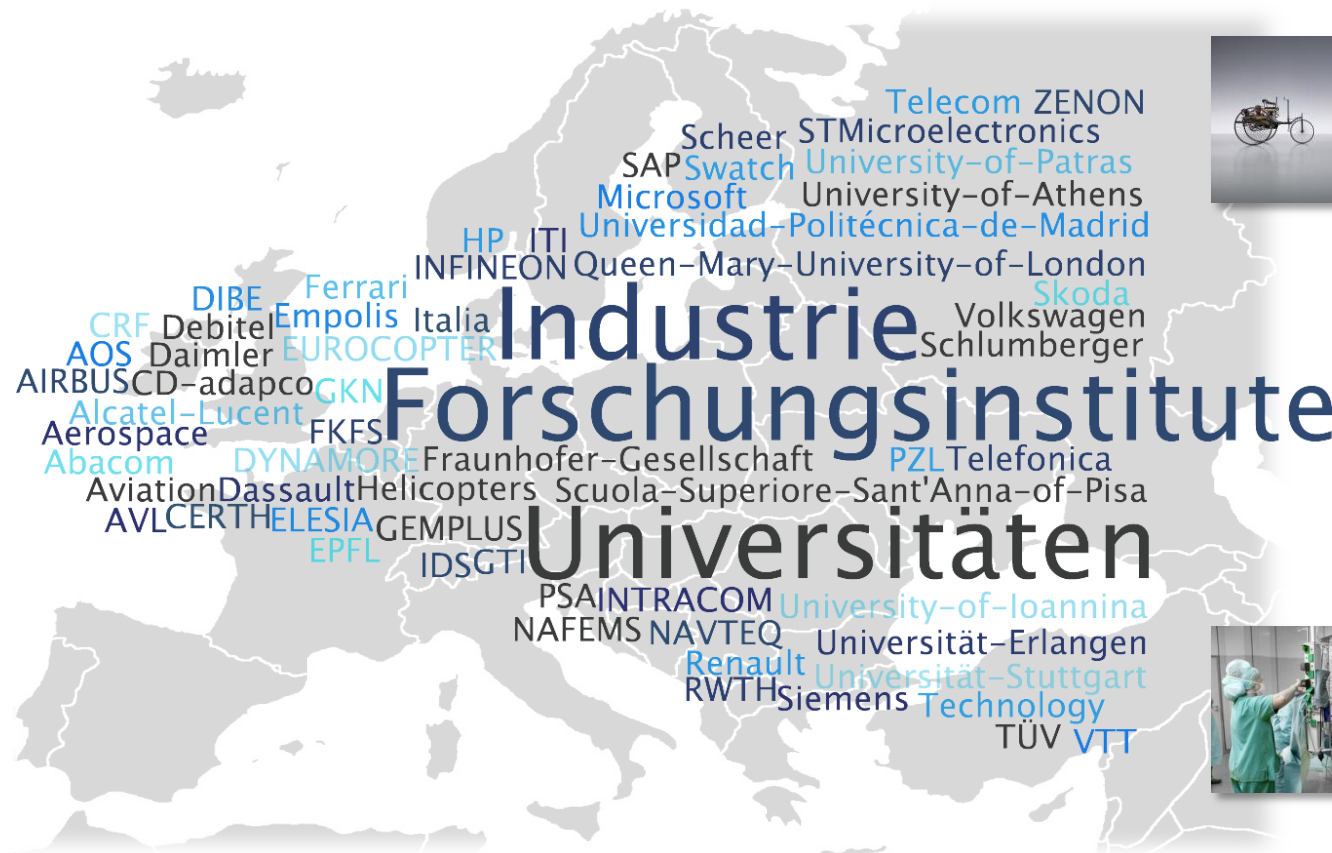 Telecom ZENON
Scheer STMicroelectronics
SAP Swatch University-of-Patras
Microsoft University-of-Athens
Universidad-Politécnica-de-Madrid
HP ITI
INFINEON Queen-Mary-University-of-London
Ferrari Skoda
DIBE Empolis Italia Industrie Volkswagen
CRF Debitel
AOS Daimler EUROCOPTER Schlumberger
AIRBUS CD-adapco GKN Forschungsinstitute
Alcatel-Lucent
Aerospace FKFS
Abacom DYNAMORE Fraunhofer-Gesellschaft PZL Telefonica
Aviation Dassault Helicopters Scuola-Superiore-Sant'Anna-of-Pisa
AVL CERTH ELESIA GEMPLUS Universitäten
EPFL IDS GTI
PSA INTRACOM University-of-Ioannina
NAFEMS NAVTEQ Universität-Erlangen
Renault Universität-Stuttgart
RWTH Siemens Technology
TÜV VTT